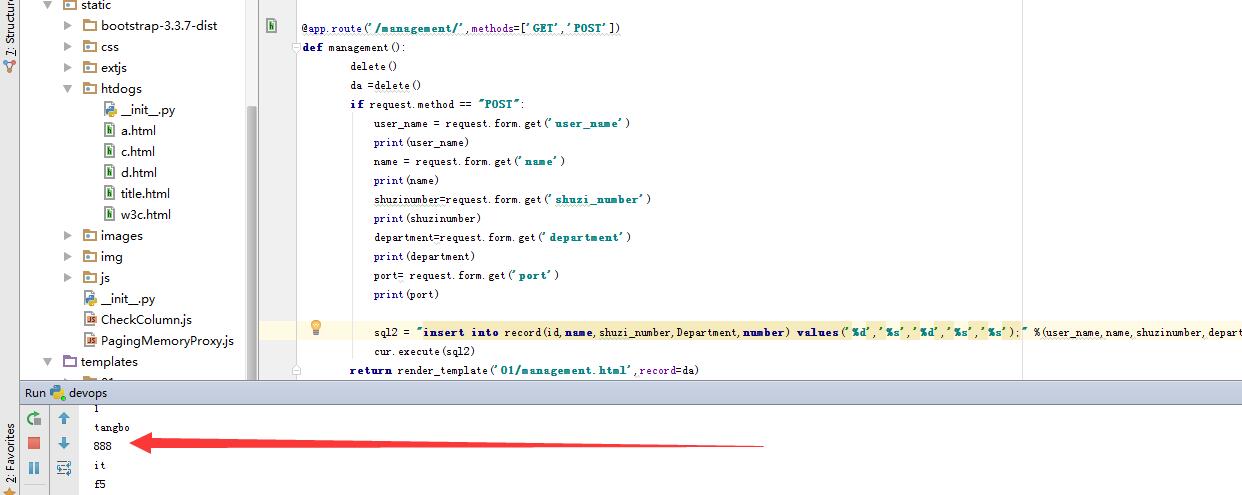 7: Structure
static
bootstrap-3.3.7-dist
css
extjs
htdogs
__init__.py
a.html
c.html
d.html
title.html
w3c.html
images
img
js
__init__.py
CheckColumn.js
PagingMemoryProxy.js
templates
@app.route('/management/',methods=['GET','POST'])
def management():
delete()
da =delete()
if request.method == "POST":
user_name = request.form.get('user_name')
print(user_name)
name = request.form.get('name')
print(name)
shuzinumber=request.form.get('shuzi_number')
print(shuzinumber)
department=request.form.get('department')
print(department)
port= request.form.get('port')
print(port)
sql2 = "insert into record(id,name,shuzi_number,Department,number) values('%d','%s','%d','%s','%s');" %(user_name,name,shuzinumber,depart
cur.execute(sql2)
return render_template('01/management.html',record=da)
Run devops
2: Favorites
1
tangbo
888
it
f5